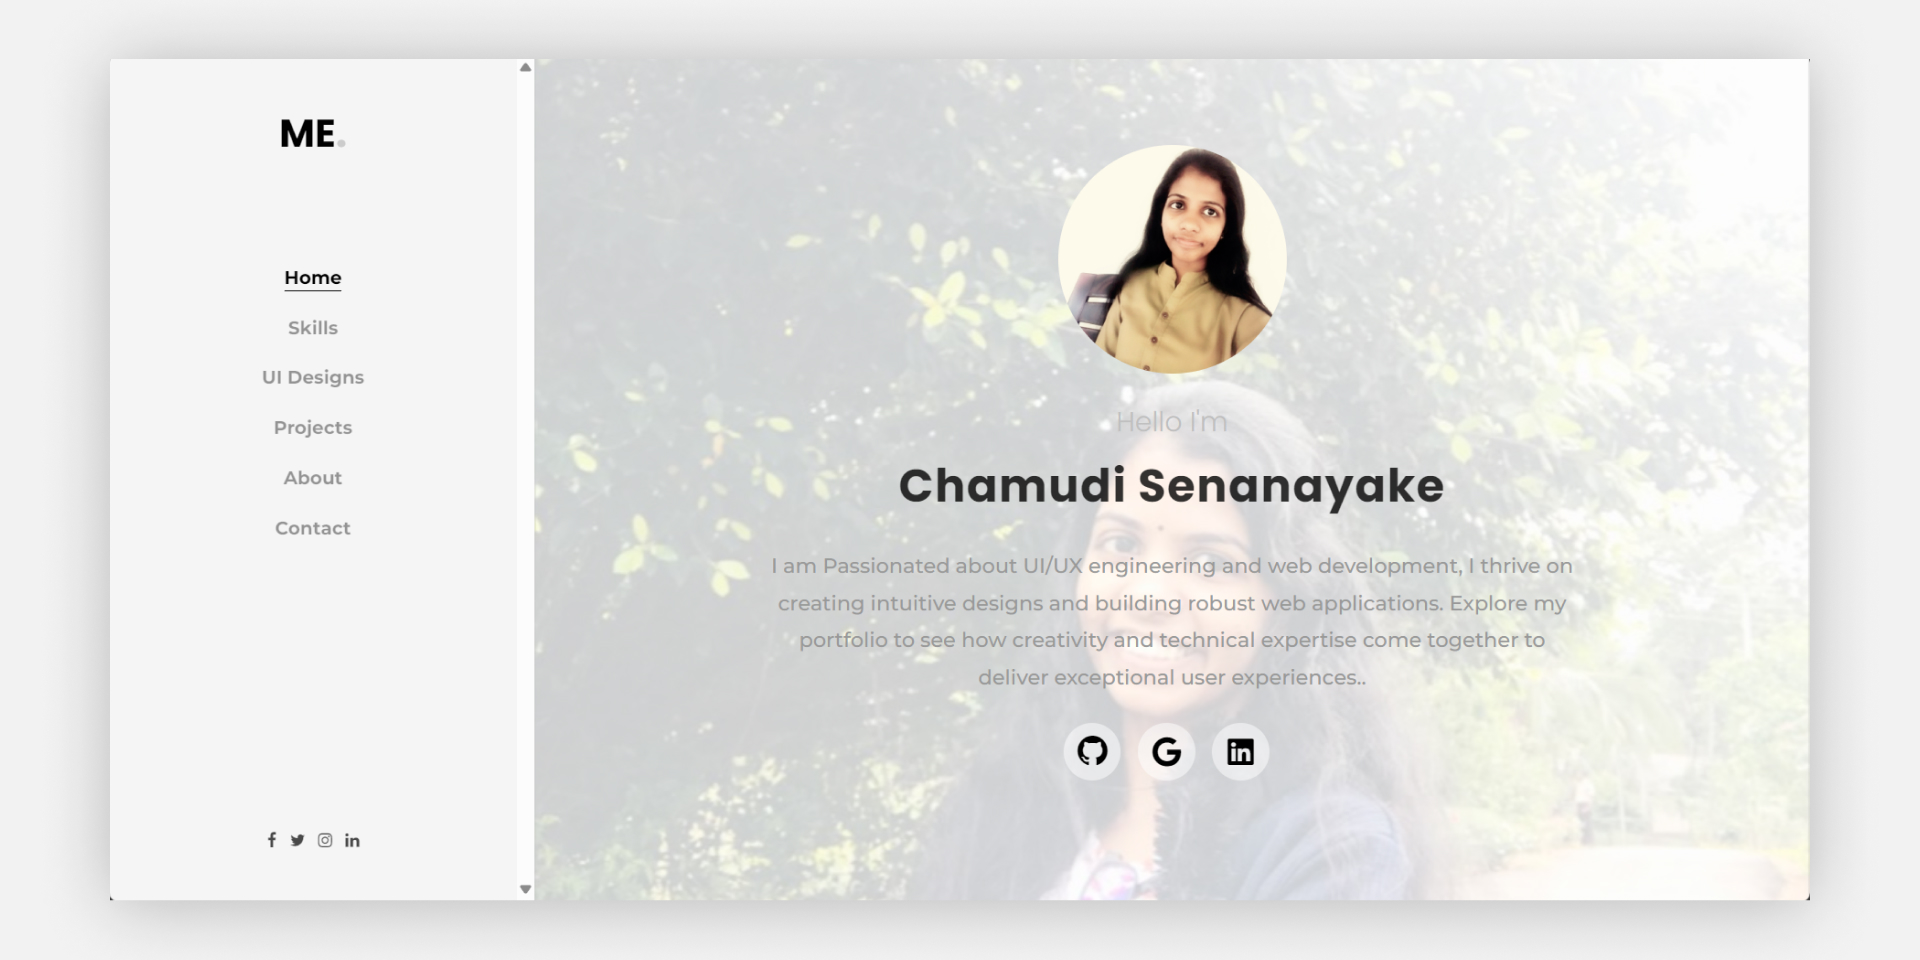 ME.
Home
Skills
UI Designs
Projects
About
Contact
Hello I'm
Chamudi Senanayake
I am Passionated about UI/UX engineering and web development, I thrive on
creating intuitive designs and building robust web applications. Explore my
portfolio to see how creativity and technical expertise come together to
deliver exceptional user experiences..